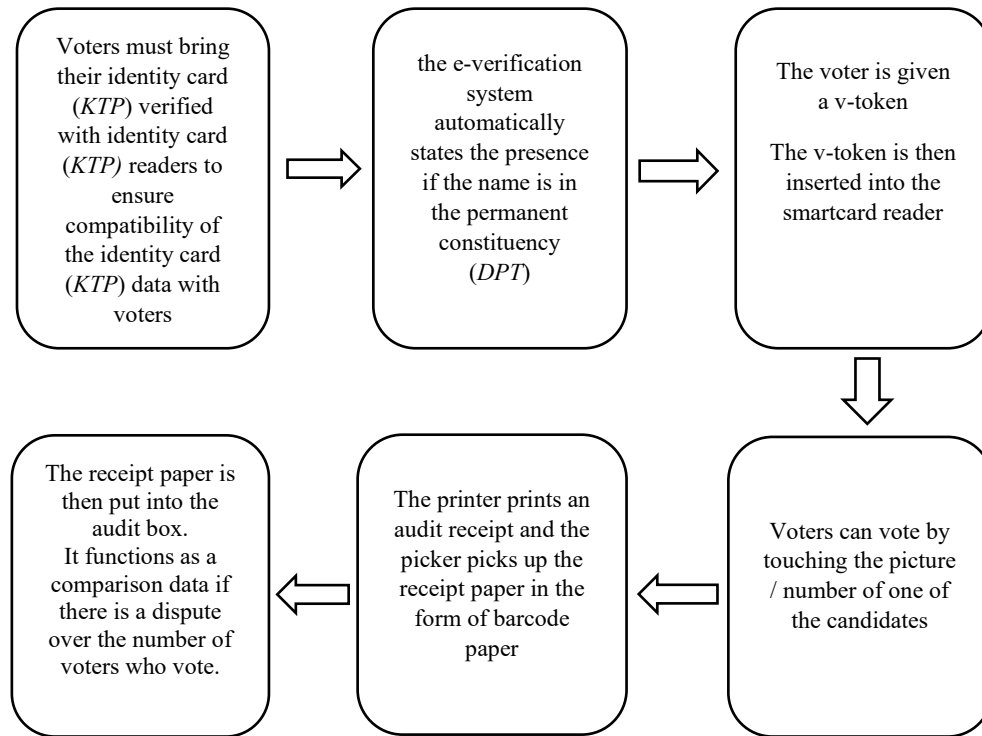 Voters must bring
their identity card
(KTP) verified
with identity card
(KTP) readers to
ensure
compatibility of
the identity card
(KTP) data with
voters
the e-verification
system
automatically
states the presence
if the name is in
the permanent
constituency
(DPT)
The voter is given
a v-token
The v-token is then
inserted into the
smartcard reader
Voters can vote by
touching the picture
/ number of one of
the candidates
The printer prints an
audit receipt and the
picker picks up the
receipt paper in the
form of barcode
paper
The receipt paper is
then put into the
audit box.
It functions as a
comparison data if
there is a dispute
over the number of
voters who vote.